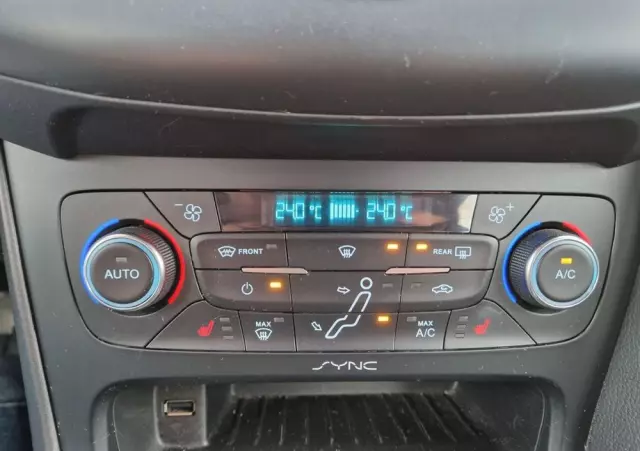 24.0 °C 24.0 °C
FRONT REAR
AUTO A/C
MAX MAX A/C
SYNC